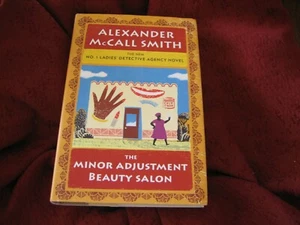 ALEXANDER
McCALL SMITH
THE NEW
NO. 1 LADIES' DETECTIVE AGENCY NOVEL
THE
MINOR ADJUSTMENT
BEAUTY SALON